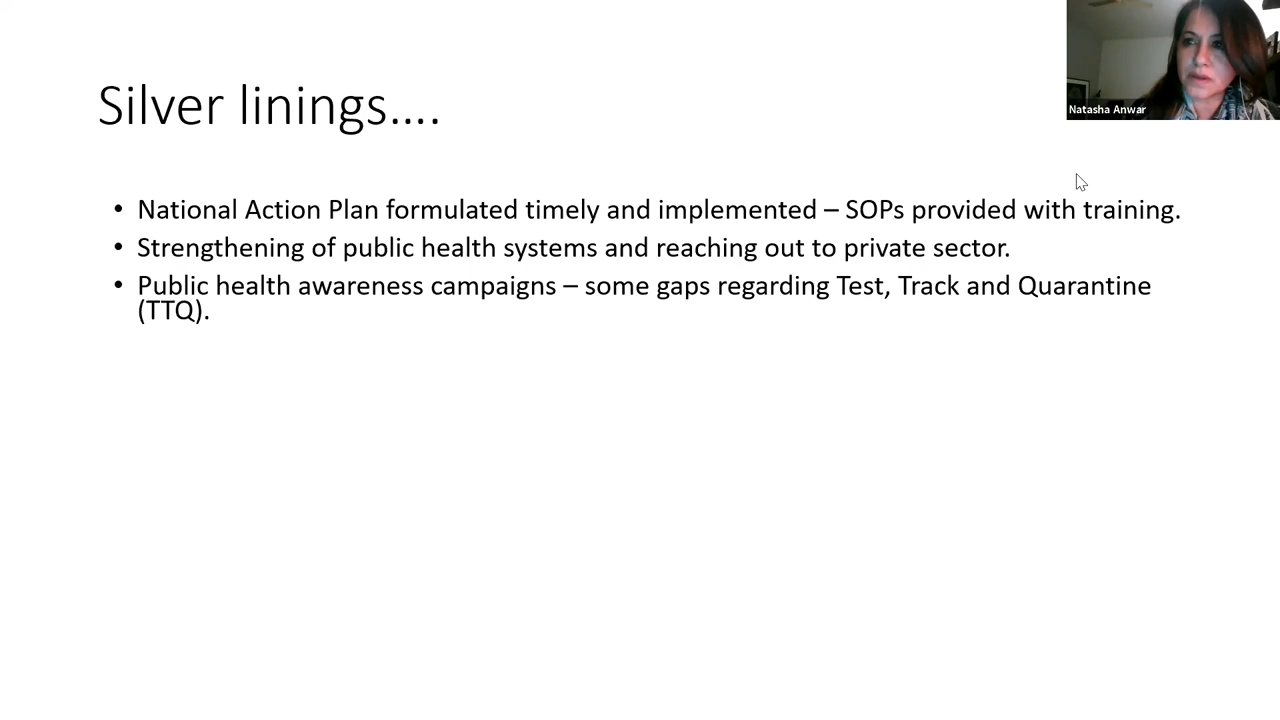 Silver linings....
Natasha Anwar
• National Action Plan formulated timely and implemented – SOPs provided with training.
• Strengthening of public health systems and reaching out to private sector.
• Public health awareness campaigns – some gaps regarding Test, Track and Quarantine
(TTQ).